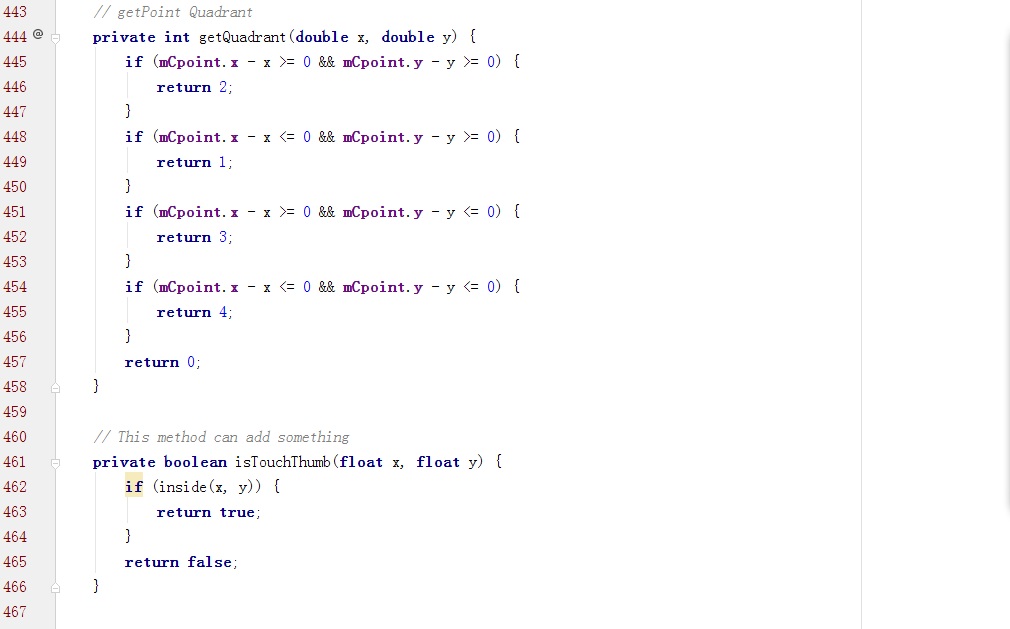 443 // getPoint Quadrant
444 @ private int getQuadrant(double x, double y) {
445 if (mCpoint.x - x >= 0 && mCpoint.y - y >= 0) {
446 return 2;
447 }
448 if (mCpoint.x - x <= 0 && mCpoint.y - y >= 0) {
449 return 1;
450 }
451 if (mCpoint.x - x >= 0 && mCpoint.y - y <= 0) {
452 return 3;
453 }
454 if (mCpoint.x - x <= 0 && mCpoint.y - y <= 0) {
455 return 4;
456 }
457 return 0;
458 }
459
460 // This method can add something
461 private boolean isTouchThumb(float x, float y) {
462 if (inside(x, y)) {
463 return true;
464 }
465 return false;
466 }
467